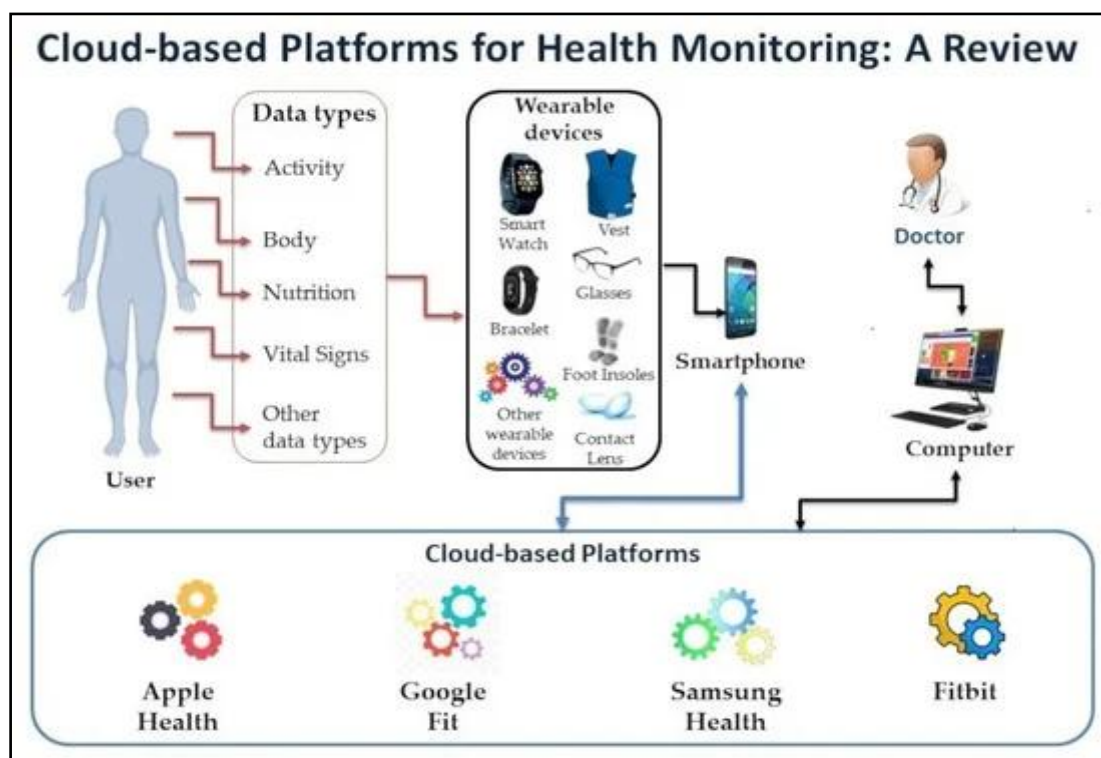 Cloud-based Platforms for Health Monitoring: A Review
Data types
Activity
Body
Nutrition
Vital Signs
Other
data types
User
Wearable
devices
Smart
Watch
Vest
Bracelet
Glasses
Foot Insoles
Other
wearable
devices
Contact
Lens
Smartphone
Doctor
Computer
Cloud-based Platforms
Apple
Health
Google
Fit
Samsung
Health
Fitbit